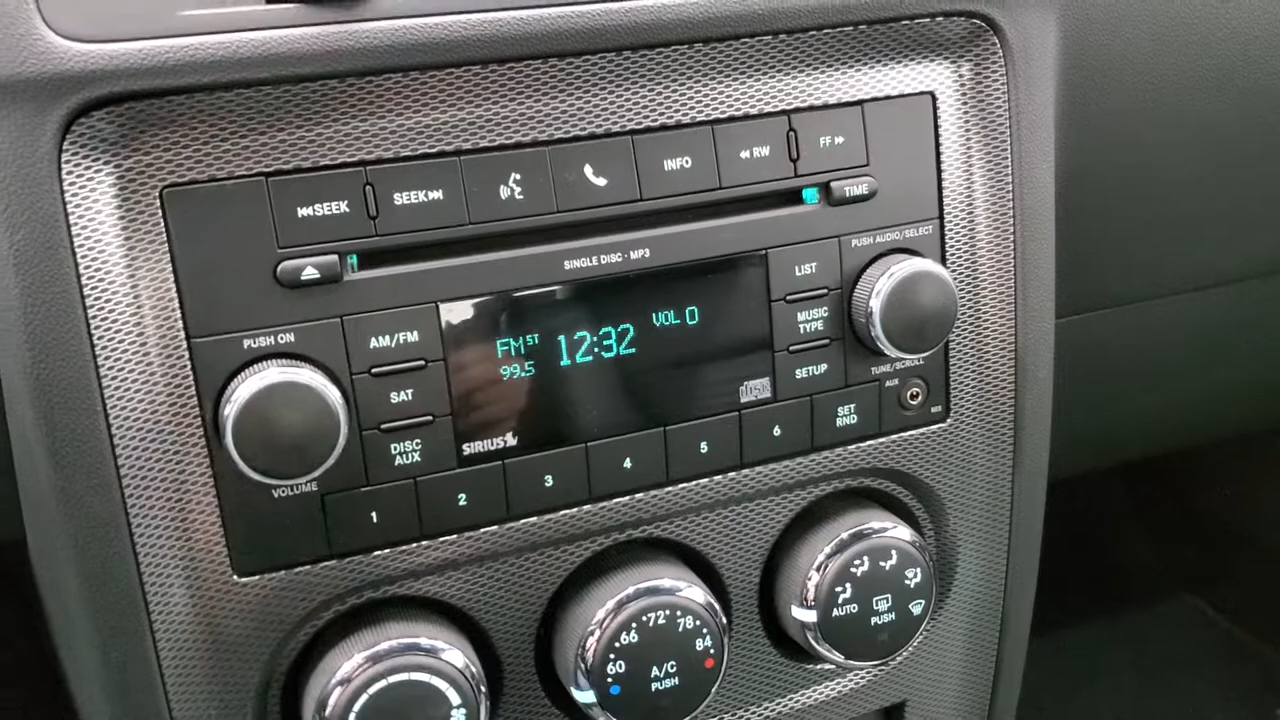 SEEK
SEEK
INFO
RW
FF
TIME
SINGLE DISC · MP3
PUSH AUDIO/SELECT
PUSH ON
AM/FM
SAT
DISC
AUX
VOLUME
FM ST
99.5
12:32
VOL 0
disc
SIRIUS
LIST
MUSIC
TYPE
SETUP
TUNE/SCROLL
AUX
1
2
3
4
5
6
SET
RND
60
66
72
78
84
A/C
PUSH
AUTO
PUSH